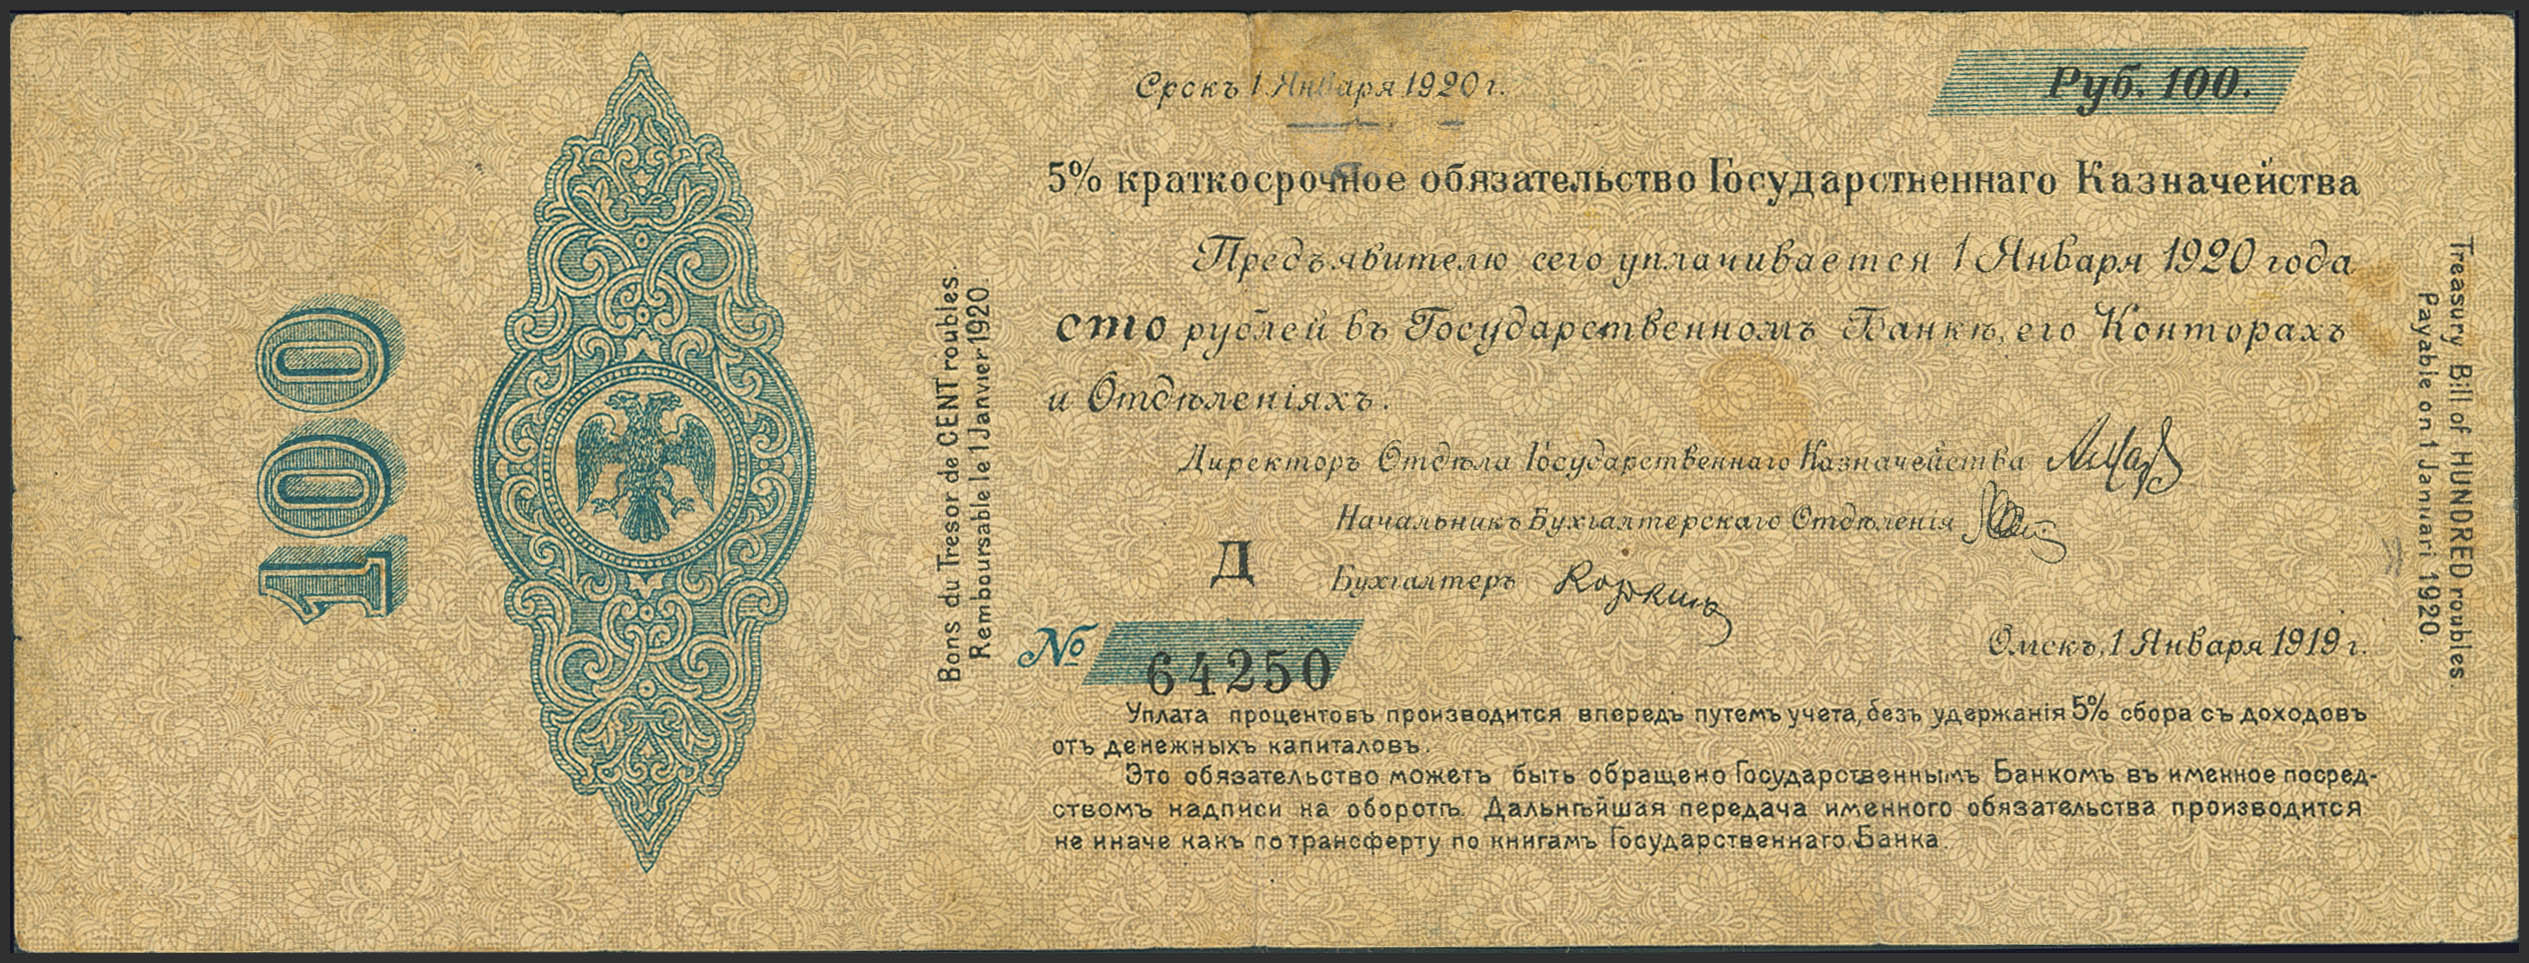 100
Bons du Tresor de CENT roubles.
Remboursable le 1 Janvier 1920.
Срокъ 1 Января 1920 г.
Руб. 100.
5% краткосрочное обязательство Государственнаго Казначейства
Предъявителю сего уплачивается 1 Января 1920 года
сто рублей въ Государственномъ Банкѣ, его Конторахъ
и Отдѣленіяхъ.
Директоръ Отдѣла Государственнаго Казначейства
Начальникъ Бухгалтерскаго Отдѣленія
Д
Бухгалтеръ
№ 64250
Омскъ, 1 Января 1919 г.
Уплата процентовъ производится впередъ путемъ учета, безъ удержанія 5% сбора съ доходовъ
отъ денежныхъ капиталовъ.
Это обязательство можетъ быть обращено Государственнымъ Банкомъ въ именное посред-
ствомъ надписи на оборотѣ. Дальнѣйшая передача именного обязательства производится
не иначе какъ по трансферту по книгамъ Государственнаго Банка.
Treasury Bill of HUNDRED roubles.
Payable on 1 Januari 1920.